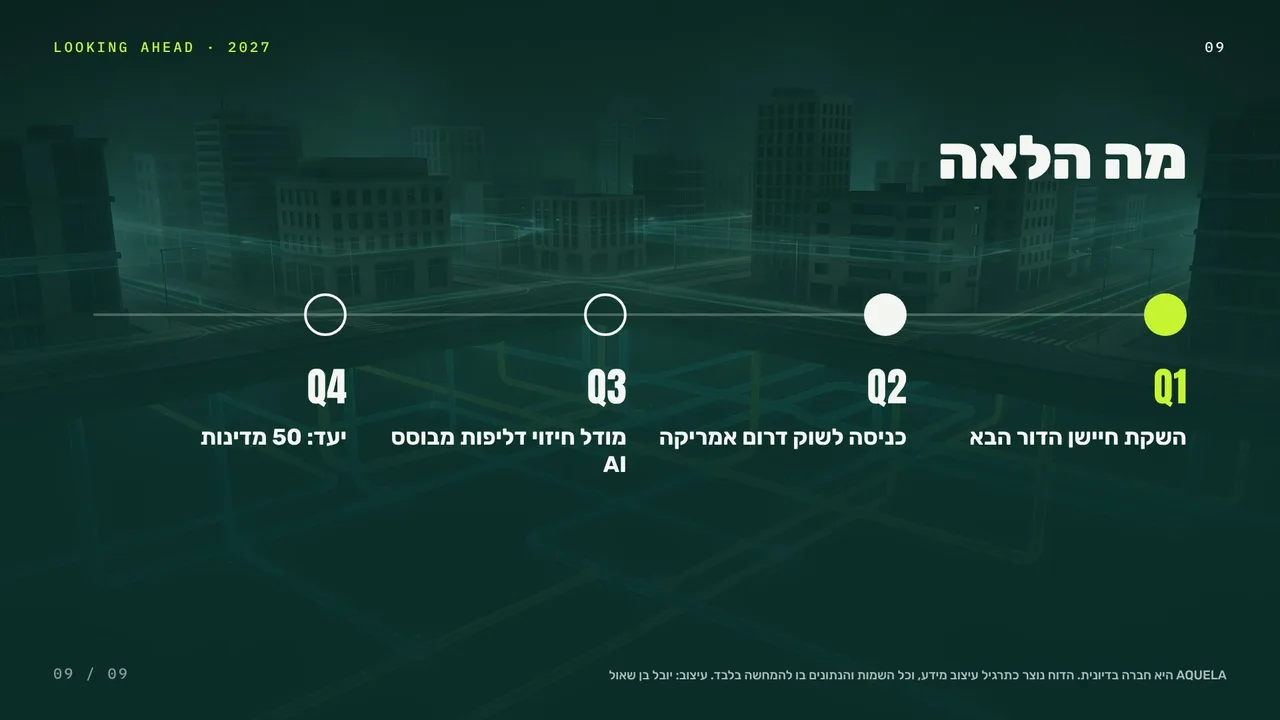 LOOKING AHEAD · 2027
09
מה הלאה
Q1
השקת חיישן הדור הבא
Q2
כניסה לשוק דרום אמריקה
Q3
מודל חיזוי דליפות מבוסס
AI
Q4
יעד: 50 מדינות
AQUELA היא חברה בדיונית. הדוח נוצר כתרגיל עיצוב מידע, וכל השמות והנתונים בו להמחשה בלבד. עיצוב: יובל בן שאול
09 / 09